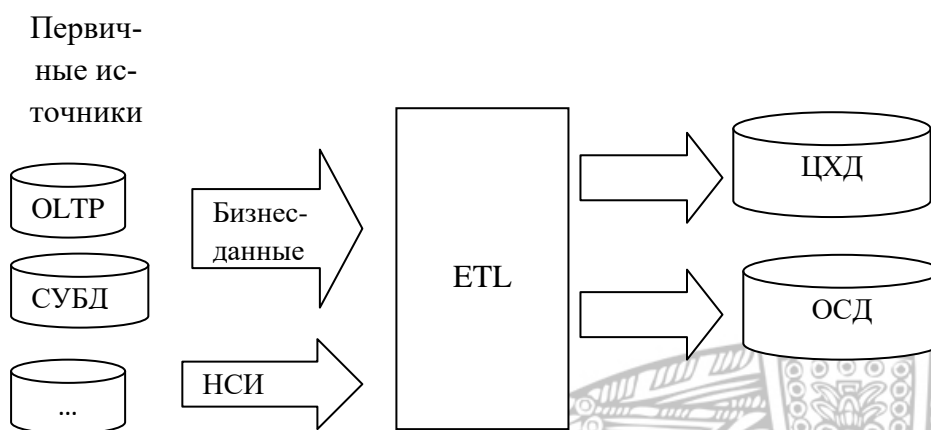 Первич-
ные ис-
точники
OLTP
СУБД
...
Бизнес-
данные
НСИ
ETL
ЦХД
ОСД